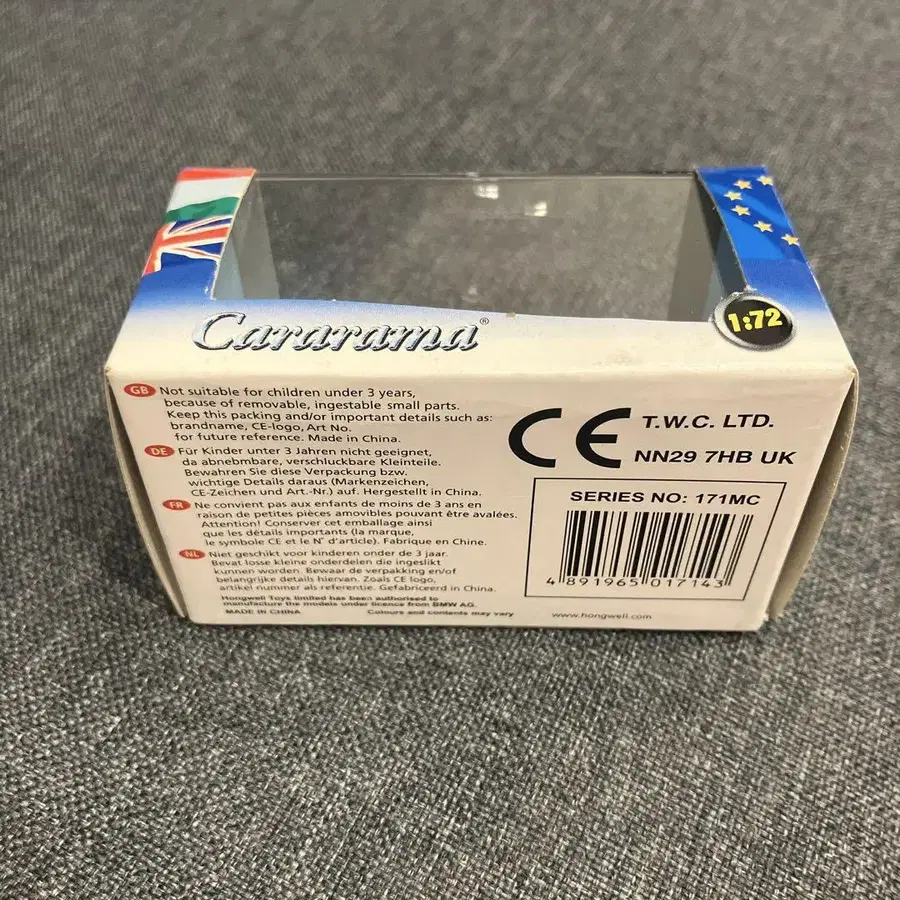 Cararama®
1:72
GB Not suitable for children under 3 years,
because of removable, ingestable small parts.
Keep this packing and/or important details such as:
brandname, CE-logo, Art No.
for future reference. Made in China.
DE Für Kinder unter 3 Jahren nicht geeignet,
da abnehmbare, verschluckbare Kleinteile.
Bewahren Sie diese Verpackung bzw.
wichtige Details daraus (Markenzeichen,
CE-Zeichen und Art.-Nr.) auf. Hergestellt in China.
FR Ne convient pas aux enfants de moins de 3 ans en
raison de petites pièces amovibles pouvant être avalées.
Attention! Conserver cet emballage ainsi
que les détails importants (la marque,
le symbole CE et le N° d'article). Fabrique en Chine.
NL Niet geschikt voor kinderen onder de 3 jaar.
Bevat losse kleine onderdelen die ingeslikt
kunnen worden. Bewaar de verpakking en/of
belangrijke details hiervan. Zoals CE logo,
artikel nummer als referentie. Gefabriceerd in China.
Hongwell Toys limited has been authorised to
manufacture the models under licence from BMW AG.
MADE IN CHINA Colours and contents may vary
CE
T.W.C. LTD.
NN29 7HB UK
SERIES NO: 171MC
4 891965 017143
www.hongwell.com